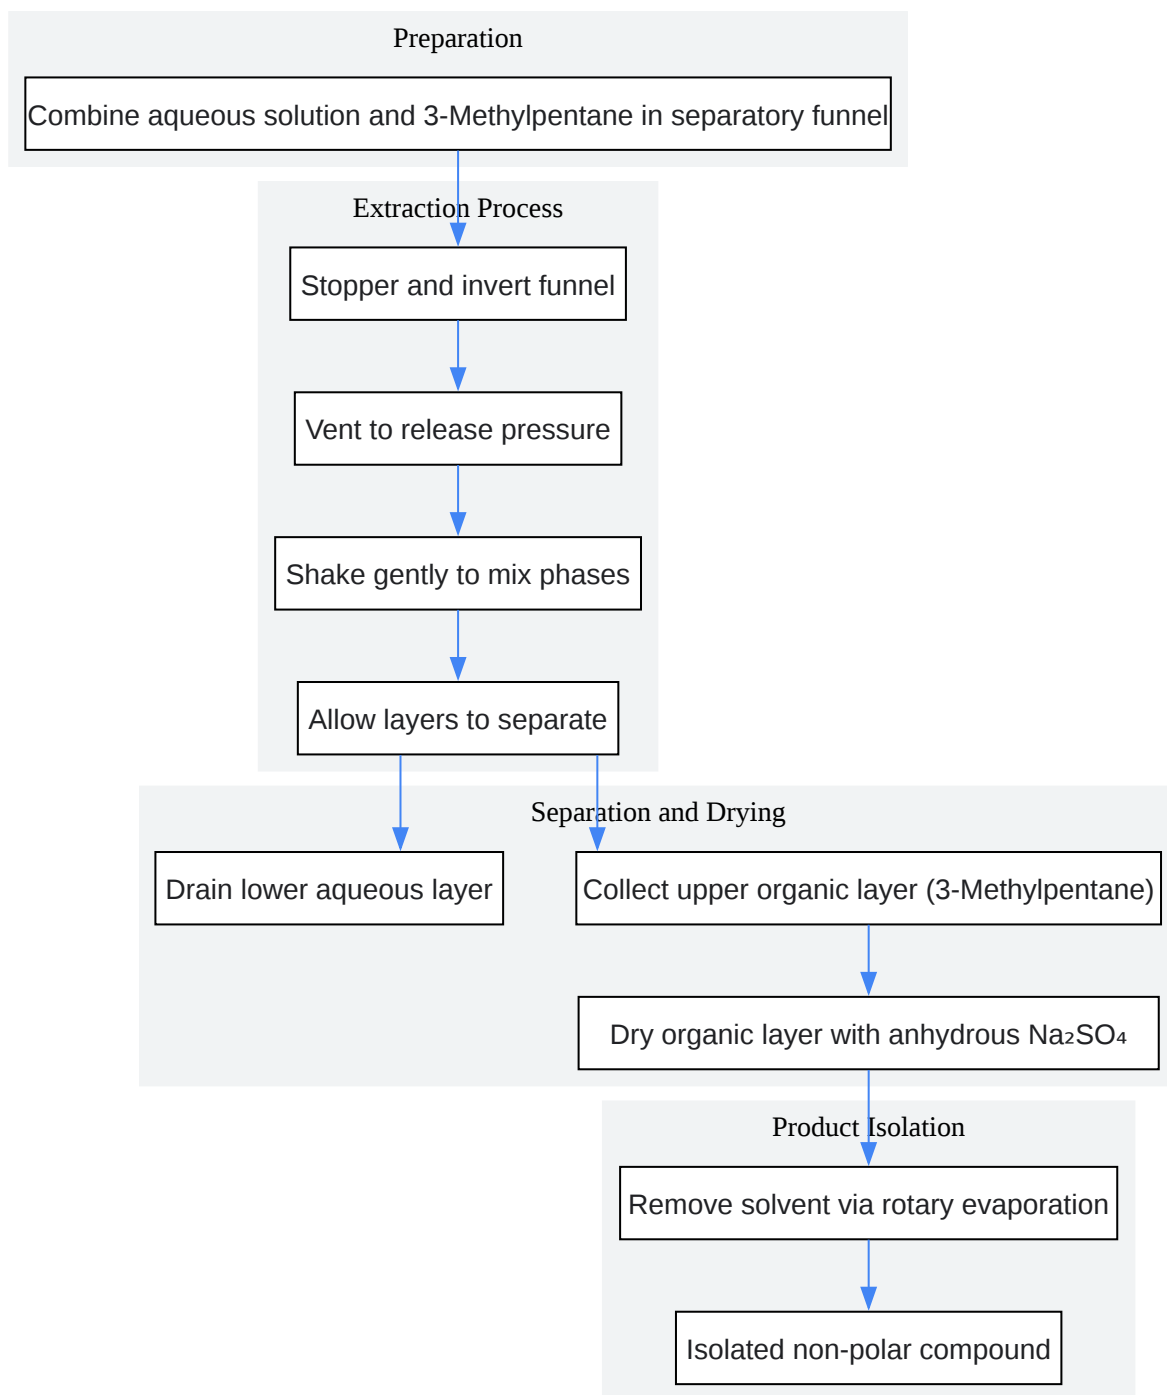 Preparation
Combine aqueous solution and 3-Methylpentane in separatory funnel
Extraction Process
Stopper and invert funnel
Vent to release pressure
Shake gently to mix phases
Allow layers to separate
Separation and Drying
Drain lower aqueous layer
Collect upper organic layer (3-Methylpentane)
Dry organic layer with anhydrous Na₂SO₄
Product Isolation
Remove solvent via rotary evaporation
Isolated non-polar compound